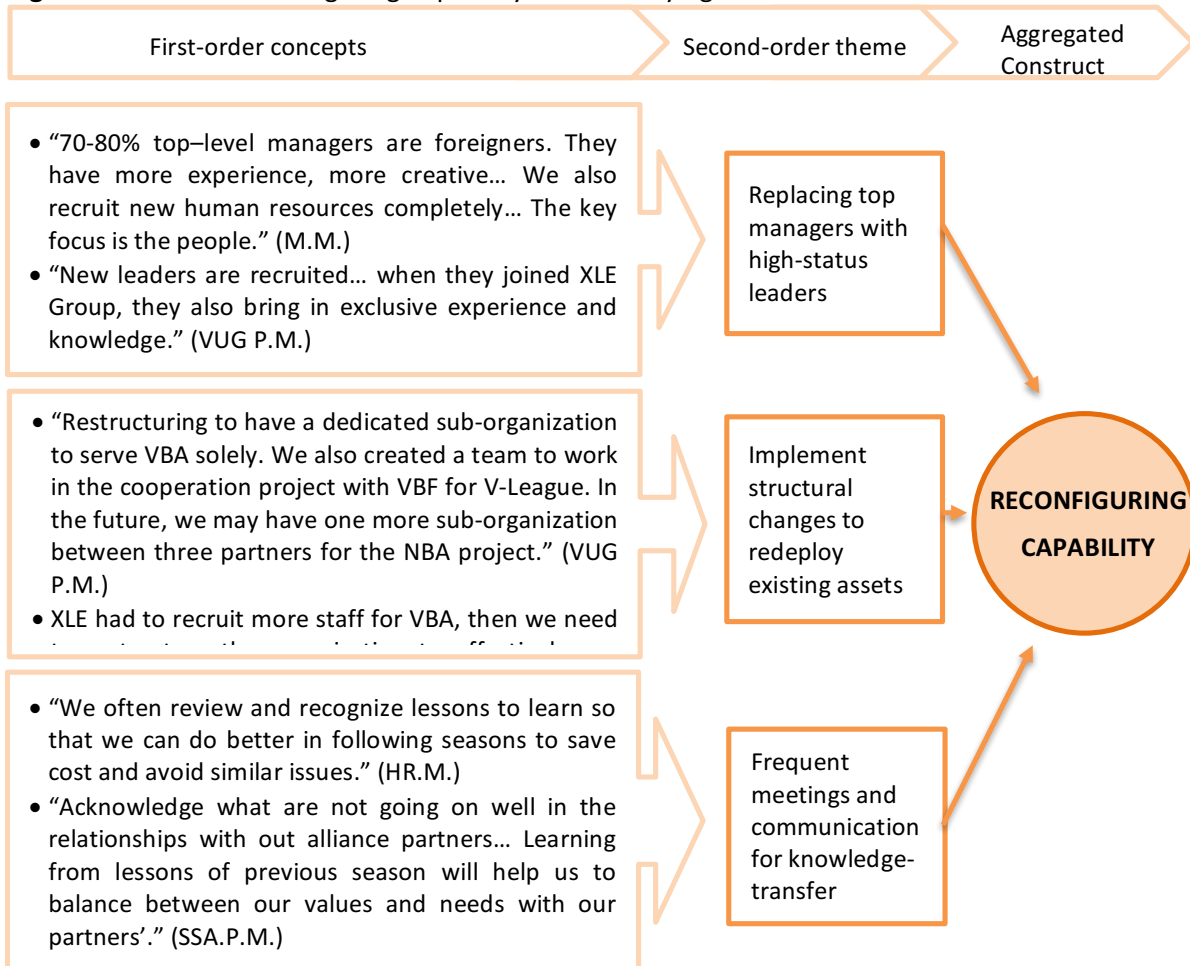 First-order concepts
Second-order theme
Aggregated
Construct
• “70-80% top–level managers are foreigners. They
have more experience, more creative… We also
recruit new human resources completely… The key
focus is the people.” (M.M.)
• “New leaders are recruited… when they joined XLE
Group, they also bring in exclusive experience and
knowledge.” (VUG P.M.)
Replacing top
managers with
high-status
leaders
• “Restructuring to have a dedicated sub-organization
to serve VBA solely. We also created a team to work
in the cooperation project with VBF for V-League. In
the future, we may have one more sub-organization
between three partners for the NBA project.” (VUG
P.M.)
• XLE had to recruit more staff for VBA, then we need
Implement
structural
changes to
redeploy
existing assets
RECONFIGURING
CAPABILITY
• “We often review and recognize lessons to learn so
that we can do better in following seasons to save
cost and avoid similar issues.” (HR.M.)
• “Acknowledge what are not going on well in the
relationships with out alliance partners… Learning
from lessons of previous season will help us to
balance between our values and needs with our
partners’.” (SSA.P.M.)
Frequent
meetings and
communication
for knowledge-
transfer